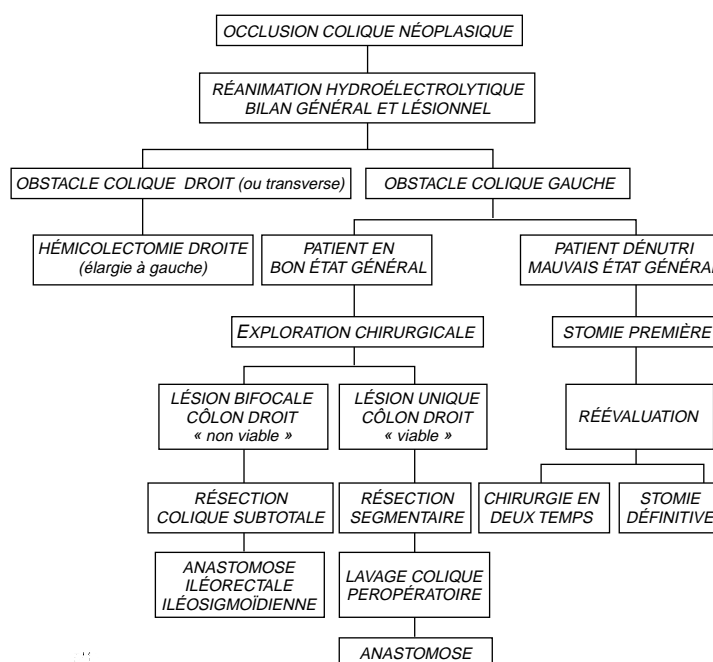 OCCLUSION COLIQUE NÉOPLASIQUE
RÉANIMATION HYDROÉLECTROLYTIQUE
BILAN GÉNÉRAL ET LÉSIONNEL
OBSTACLE COLIQUE DROIT (ou transverse)
OBSTACLE COLIQUE GAUCHE
HÉMICOLECTOMIE DROITE
(élargie à gauche)
PATIENT EN
BON ÉTAT GÉNÉRAL
PATIENT DÉNUTRI
MAUVAIS ÉTAT GÉNÉRAL
EXPLORATION CHIRURGICALE
STOMIE PREMIÈRE
LÉSION BIFOCALE
CÔLON DROIT
« non viable »
LÉSION UNIQUE
CÔLON DROIT
« viable »
RÉÉVALUATION
RÉSECTION
COLIQUE SUBTOTALE
RÉSECTION
SEGMENTAIRE
CHIRURGIE EN
DEUX TEMPS
STOMIE
DÉFINITIVE
ANASTOMOSE
ILÉORECTALE
ILÉOSIGMOÏDIENNE
LAVAGE COLIQUE
PEROPÉRATOIRE
ANASTOMOSE